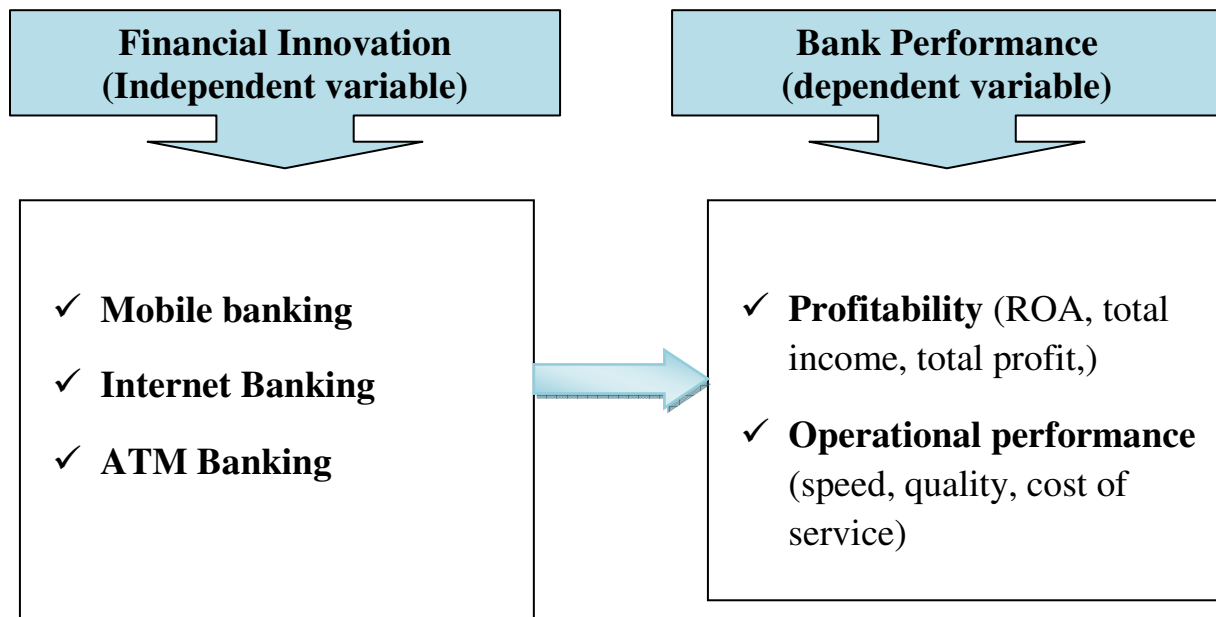 Financial Innovation
(Independent variable)
Bank Performance
(dependent variable)
✓ Mobile banking
✓ Internet Banking
✓ ATM Banking
✓ Profitability (ROA, total
income, total profit,)
✓ Operational performance
(speed, quality, cost of
service)